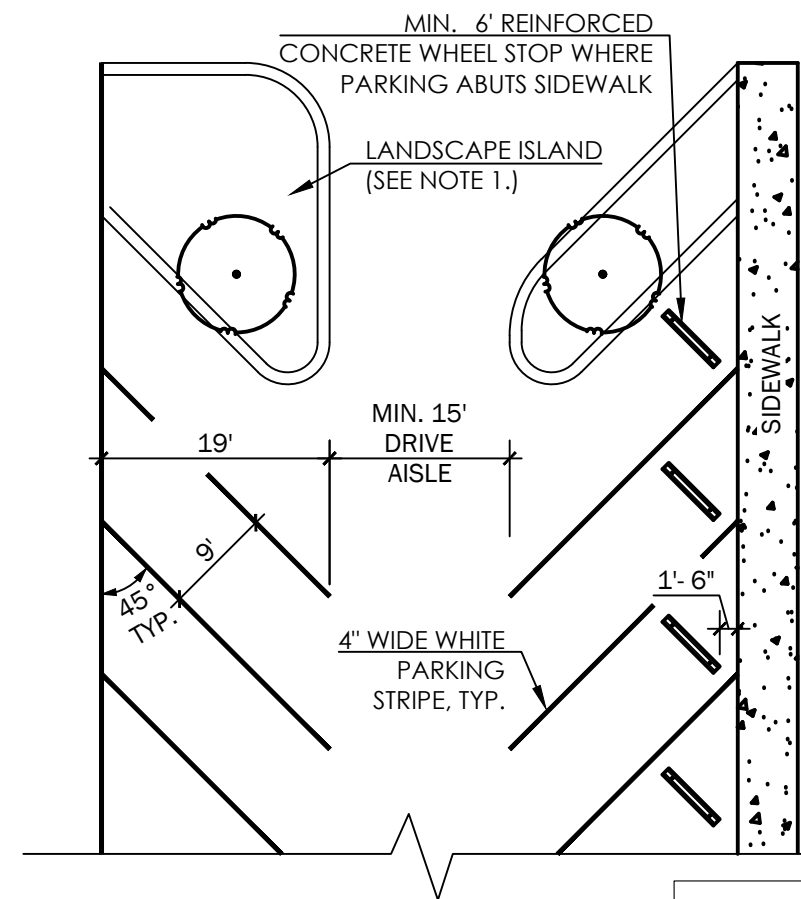 MIN. 6' REINFORCED
CONCRETE WHEEL STOP WHERE
PARKING ABUTS SIDEWALK
LANDSCAPE ISLAND
(SEE NOTE 1.)
SIDEWALK
19'
MIN. 15'
DRIVE
AISLE
9'
45°
TYP.
1'- 6"
4" WIDE WHITE
PARKING
STRIPE, TYP.